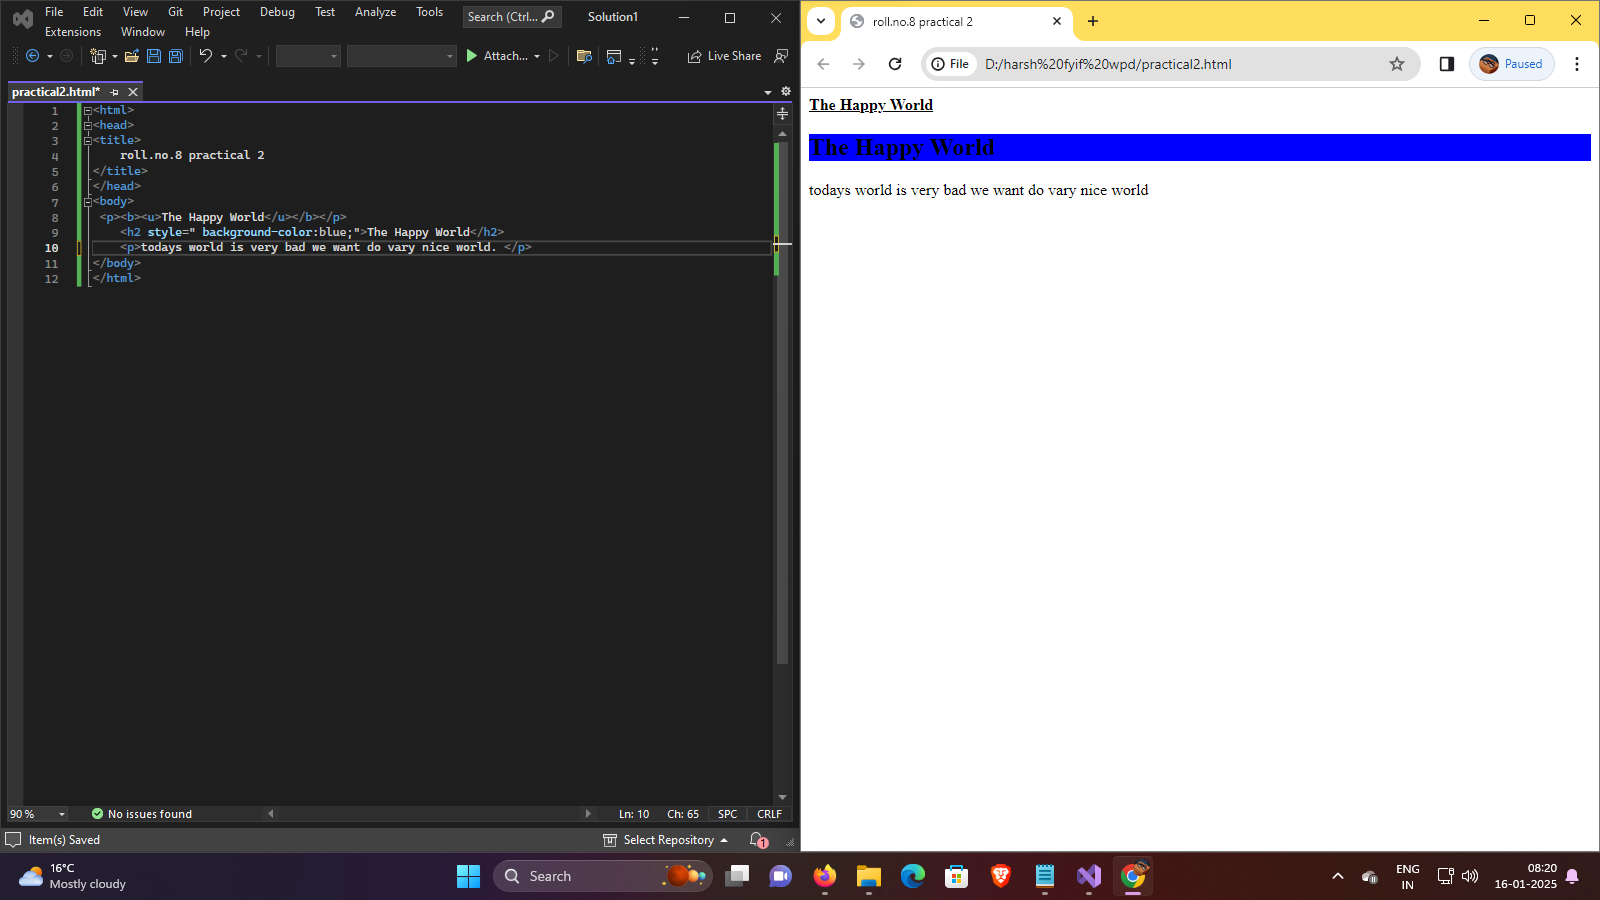 File Edit View Git Project Debug Test Analyze Tools Search (Ctrl... Solution1
Extensions Window Help
Attach... Live Share
practical2.html*
1 <html>
2 <head>
3 <title>
4 roll.no.8 practical 2
5 </title>
6 </head>
7 <body>
8 <p><b><u>The Happy World</u></b></p>
9 <h2 style=" background-color:blue;">The Happy World</h2>
10 <p>todays world is very bad we want do vary nice world. </p>
11 </body>
12 </html>
90 % No issues found Ln: 10 Ch: 65 SPC CRLF
Item(s) Saved Select Repository 1
roll.no.8 practical 2
File D:/harsh%20fyif%20wpd/practical2.html Paused
The Happy World
The Happy World
todays world is very bad we want do vary nice world
16°C
Mostly cloudy
Search
ENG
IN
08:20
16-01-2025